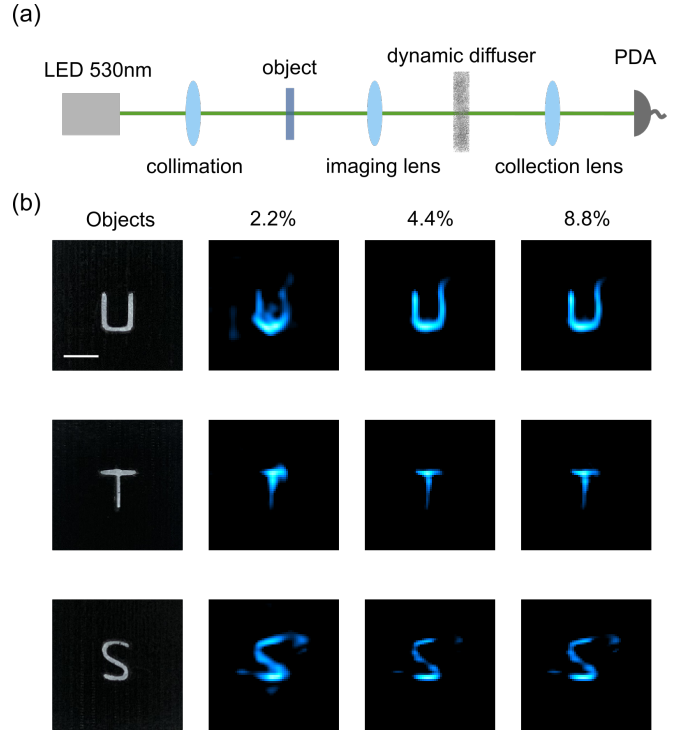 (a)
LED 530nm
object
dynamic diffuser
PDA
collimation
imaging lens
collection lens
(b)
Objects 2.2% 4.4% 8.8%
U U U U
T T T T
S S S S